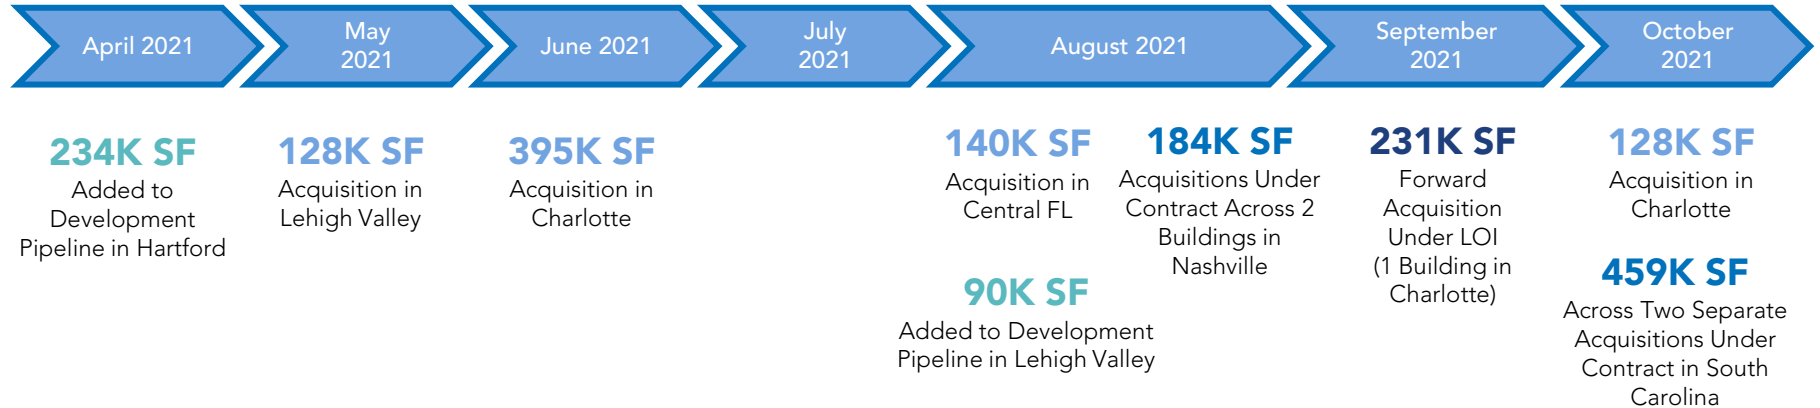 April 2021
May
2021
June 2021
July
2021
August 2021
September
2021
October
2021
234K SF
Added to
Development
Pipeline in Hartford
128K SF
Acquisition in
Lehigh Valley
395K SF
Acquisition in
Charlotte
140K SF
Acquisition in
Central FL
90K SF
Added to Development
Pipeline in Lehigh Valley
184K SF
Acquisitions Under
Contract Across 2
Buildings in
Nashville
231K SF
Forward
Acquisition
Under LOI
(1 Building in
Charlotte)
128K SF
Acquisition in
Charlotte
459K SF
Across Two Separate
Acquisitions Under
Contract in South
Carolina